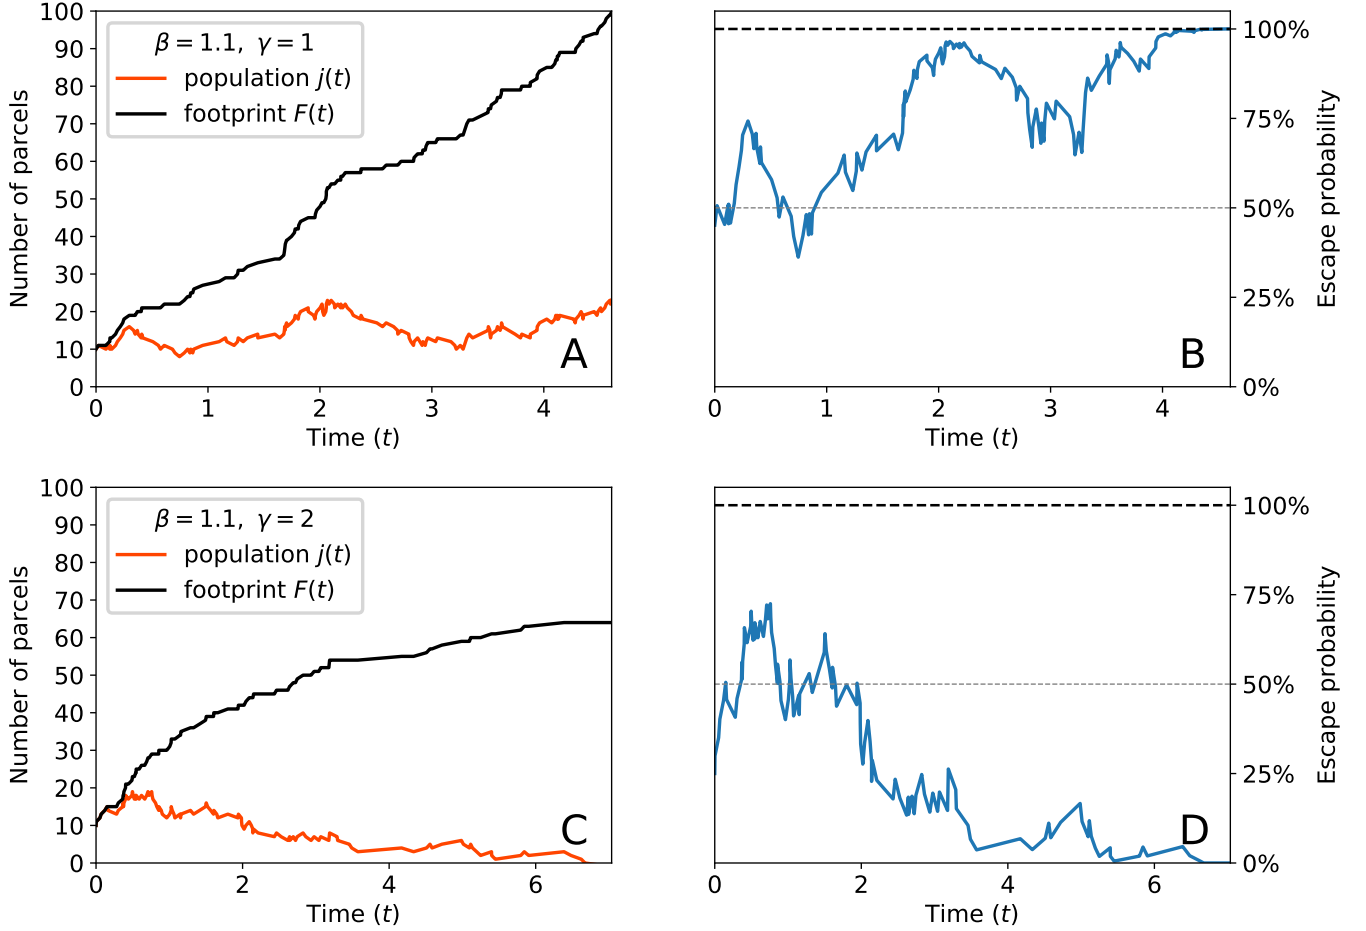 100
90
80
70
60
50
40
30
20
10
0
Number of parcels
β = 1.1, γ = 1
population j(t)
footprint F(t)
A
0 1 2 3 4
Time (t)
B
100%
75%
50%
25%
0%
Escape probability
0 1 2 3 4
Time (t)
100
90
80
70
60
50
40
30
20
10
0
Number of parcels
β = 1.1, γ = 2
population j(t)
footprint F(t)
C
0 2 4 6
Time (t)
D
100%
75%
50%
25%
0%
Escape probability
0 2 4 6
Time (t)